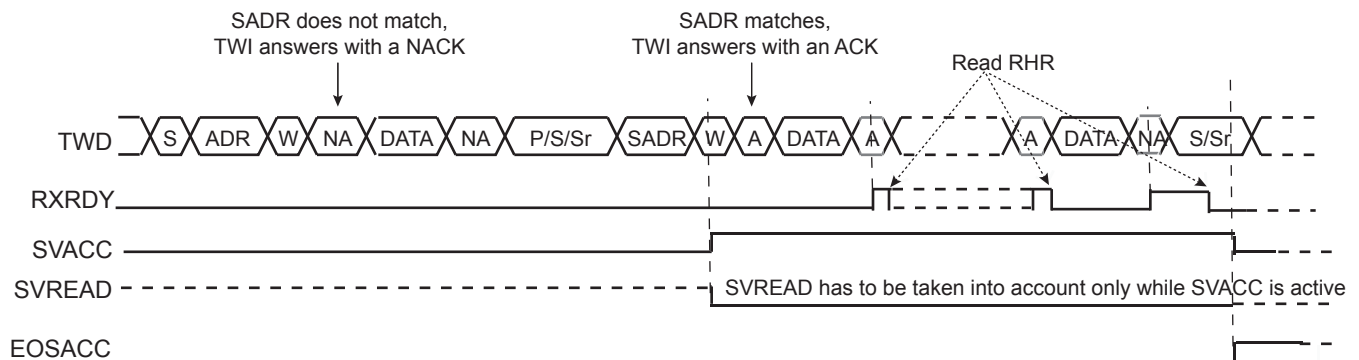 SADR does not match,
TWI answers with a NACK
SADR matches,
TWI answers with an ACK
Read RHR
TWD S ADR W NA DATA NA P/S/Sr SADR W A DATA A A DATA NA S/Sr
RXRDY
SVACC
SVREAD SVREAD has to be taken into account only while SVACC is active
EOSACC